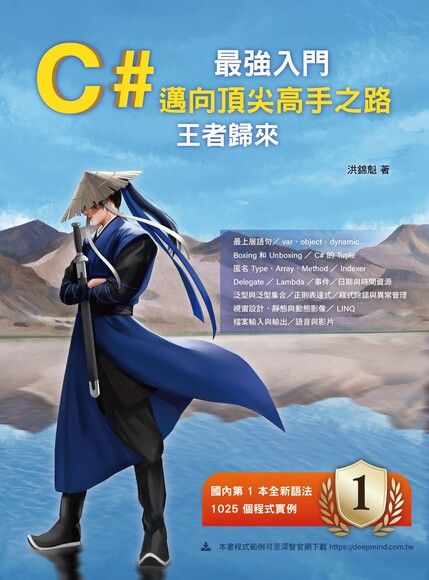 C# 最強入門
邁向頂尖高手之路
王者歸來
洪錦魁 著
最上層語句／var、object、dynamic
Boxing 和 Unboxing ／ C# 的 Tuple
匿名 Type、Array、Method ／ Indexer
Delegate ／ Lambda ／事件／日期與時間資源
泛型與泛型集合／正則表達式／程式除錯與異常管理
視窗設計、靜態與動態影像／ LINQ
檔案輸入與輸出／語音與影片
國內第 1 本全新語法
1025 個程式實例
1
本書程式範例可至深智官網下載 https://deepmind.com.tw